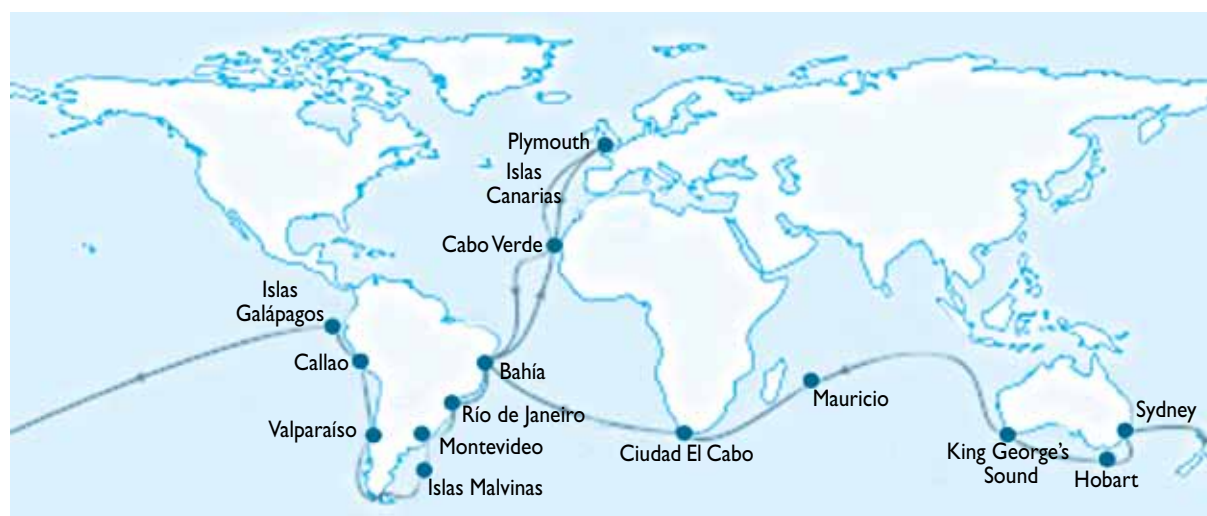 Plymouth
Islas
Canarias
Cabo Verde
Islas
Galápagos
Callao
Bahía
Mauricio
Río de Janeiro
Valparaíso
Montevideo
Ciudad El Cabo
Islas Malvinas
Sydney
King George's
Sound
Hobart